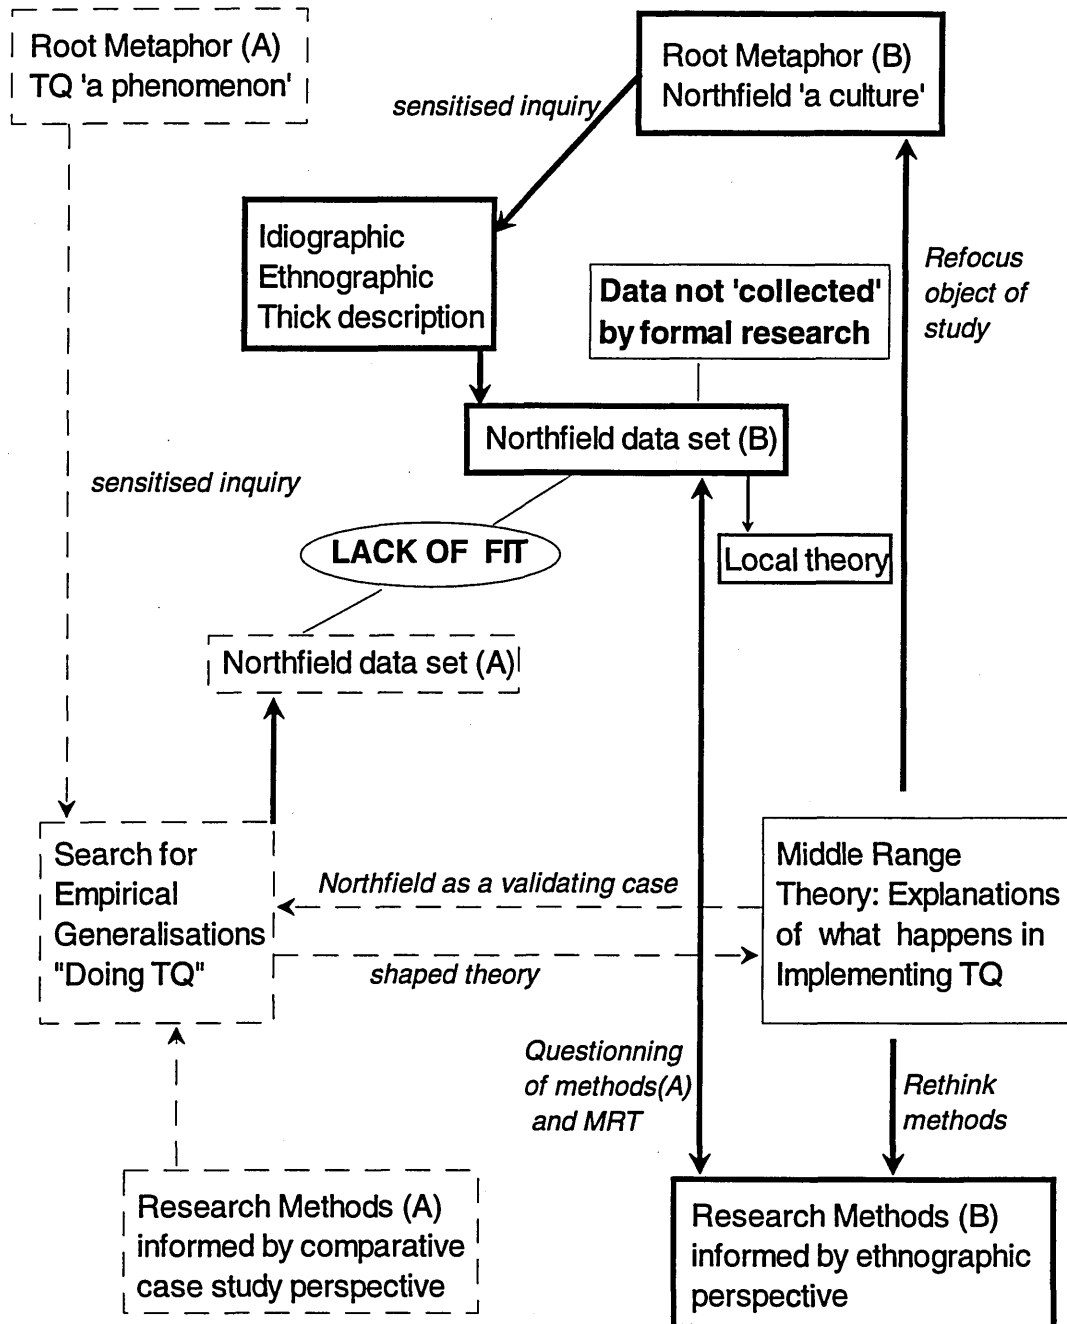 Root Metaphor (A)
TQ 'a phenomenon'
Root Metaphor (B)
Northfield 'a culture'
sensitised inquiry
Idiographic
Ethnographic
Thick description
Data not 'collected'
by formal research
Refocus
object of
study
Northfield data set (B)
sensitised inquiry
LACK OF FIT
Local theory
Northfield data set (A)
Search for
Empirical
Generalisations
"Doing TQ"
Northfield as a validating case
shaped theory
Middle Range
Theory: Explanations
of what happens in
Implementing TQ
Questionning
of methods(A)
and MRT
Rethink
methods
Research Methods (A)
informed by comparative
case study perspective
Research Methods (B)
informed by ethnographic
perspective